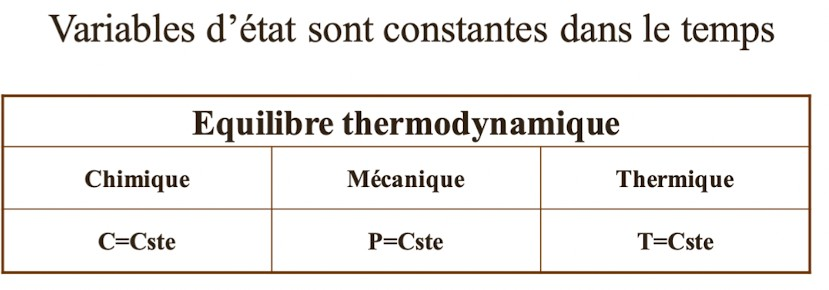 Variables d’état sont constantes dans le temps
Equilibre thermodynamique
Chimique Mécanique Thermique
C=Cste P=Cste T=Cste